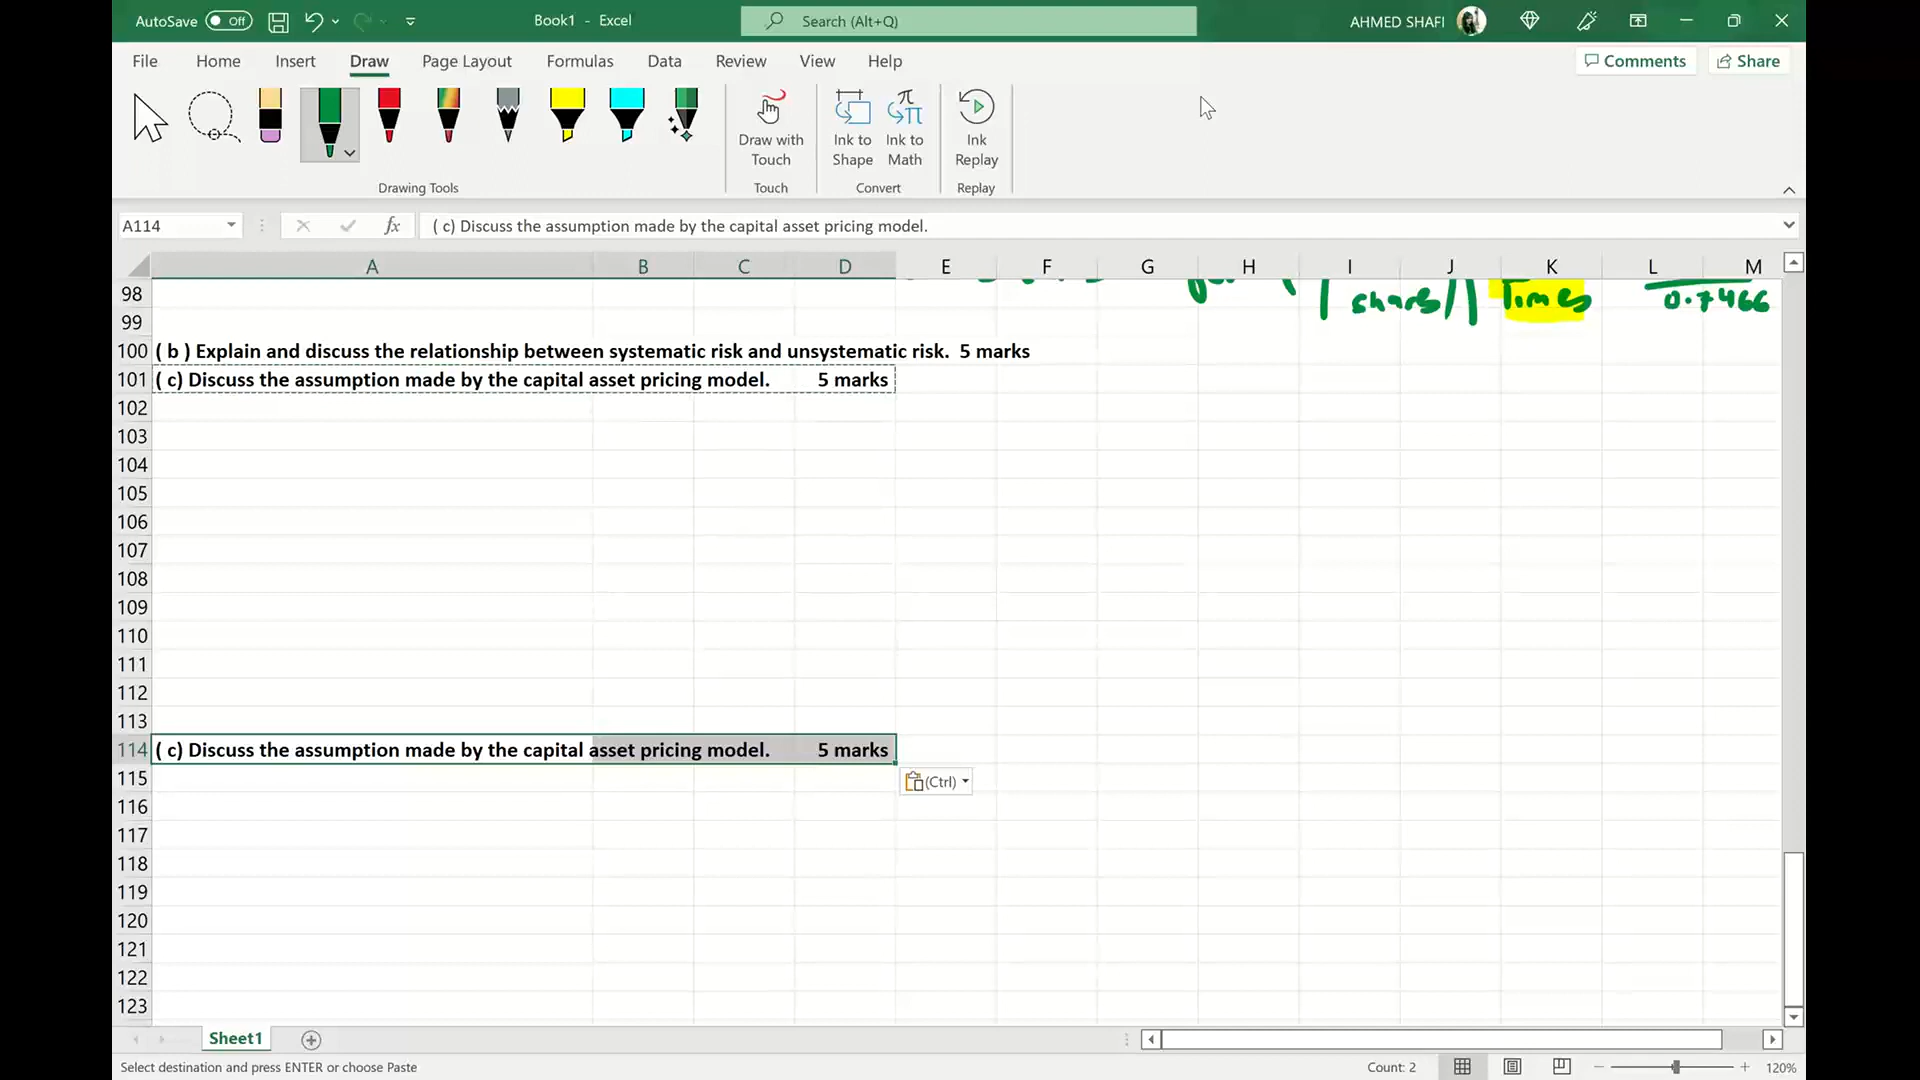 AutoSave Off Book1 - Excel Search (Alt+Q) AHMED SHAFI
File Home Insert Draw Page Layout Formulas Data Review View Help Comments Share
Draw with Touch
Ink to Shape
Ink to Math
Ink Replay
Drawing Tools Touch Convert Replay
A114 fx ( c) Discuss the assumption made by the capital asset pricing model.
A B C D E F G H I J K L M
98 shares) Times 0.7466
99
100 ( b ) Explain and discuss the relationship between systematic risk and unsystematic risk. 5 marks
101 ( c) Discuss the assumption made by the capital asset pricing model. 5 marks
102
103
104
105
106
107
108
109
110
111
112
113
114 ( c) Discuss the assumption made by the capital asset pricing model. 5 marks
115 (Ctrl)
116
117
118
119
120
121
122
123
Sheet1
Select destination and press ENTER or choose Paste Count: 2 120%